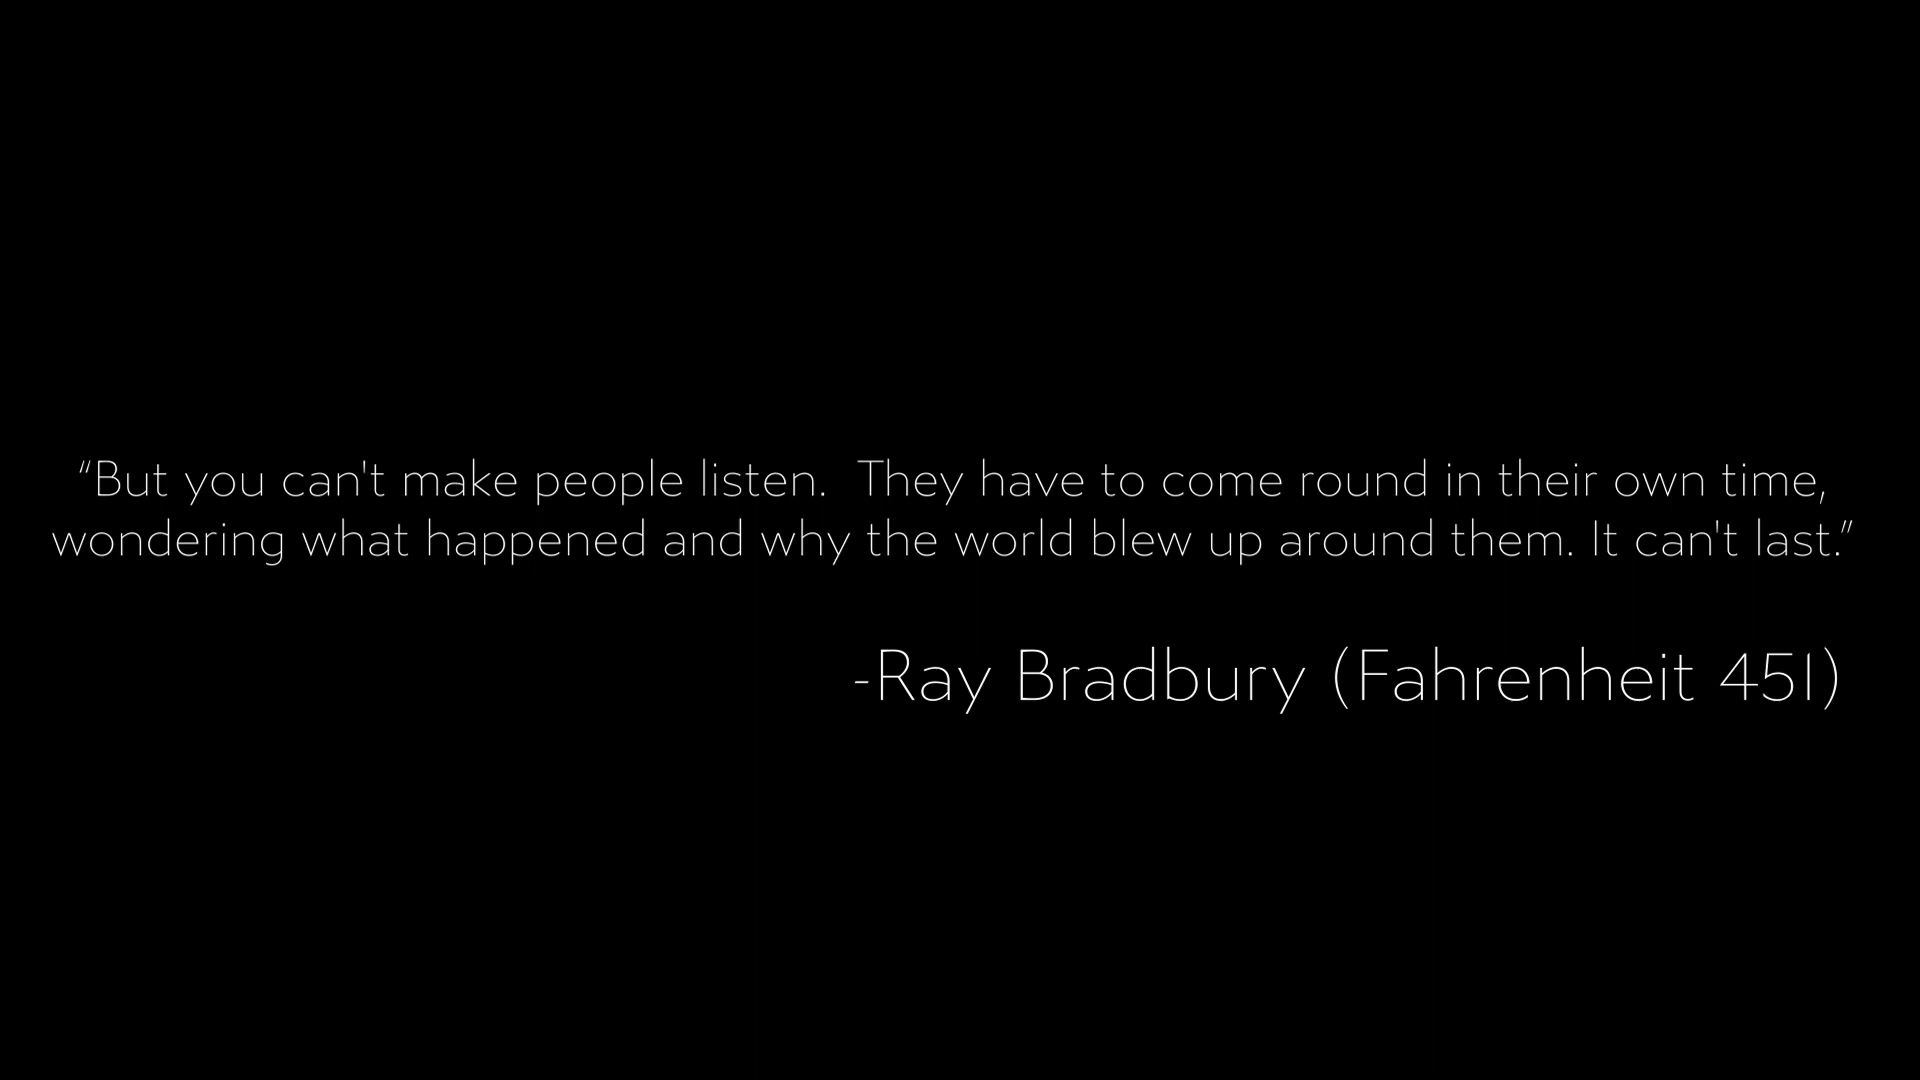 “But you can't make people listen.  They have to come round in their own time,
wondering what happened and why the world blew up around them. It can't last.”
-Ray Bradbury (Fahrenheit 451)